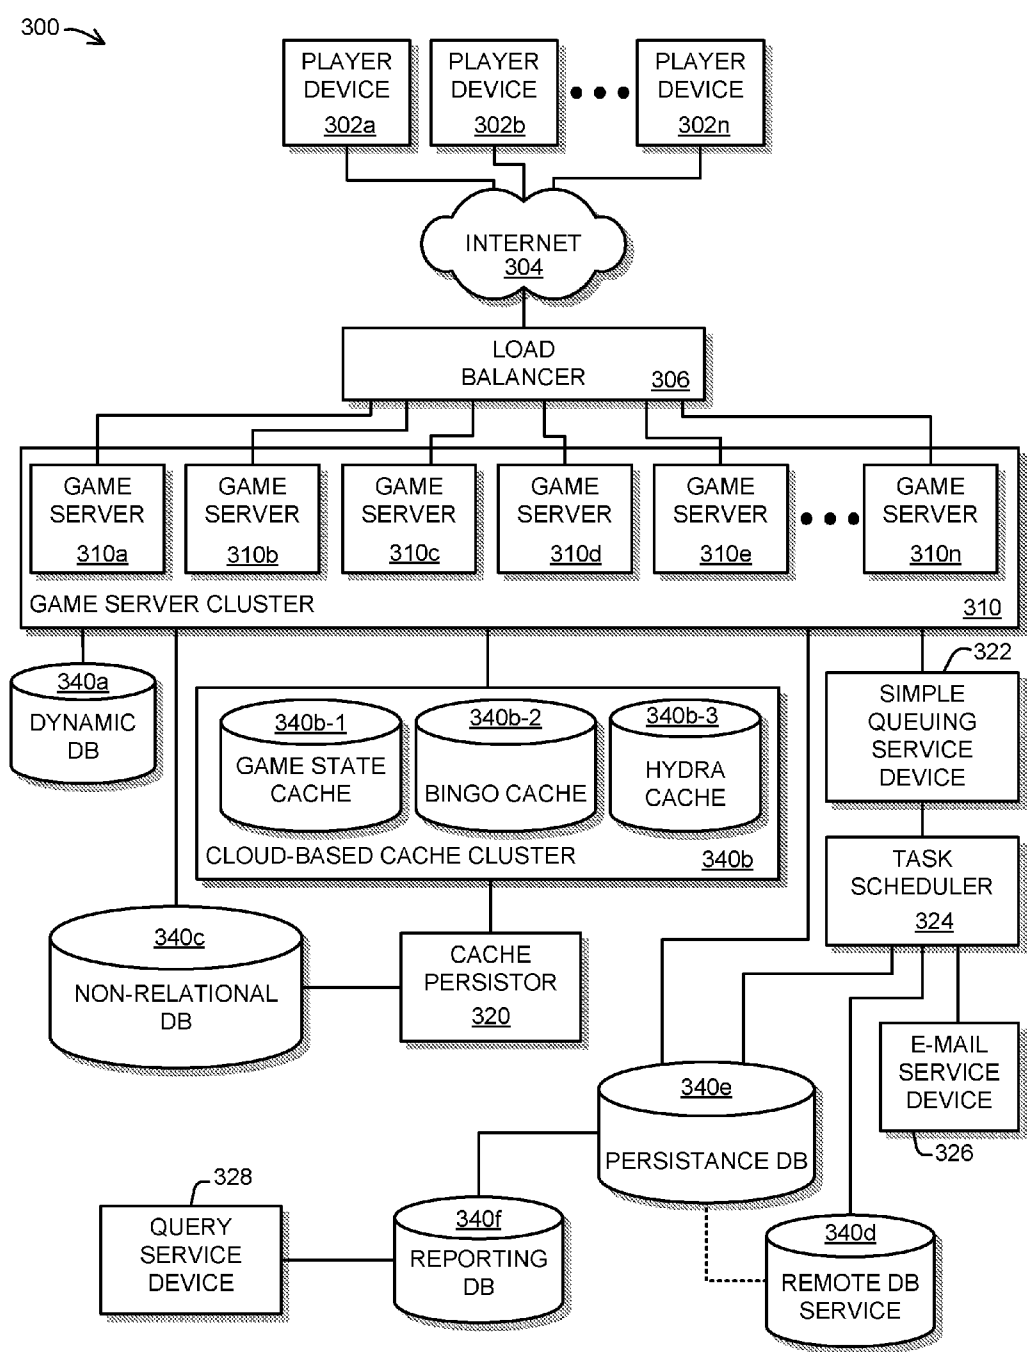 300
PLAYER
DEVICE
302a
PLAYER
DEVICE
302b
PLAYER
DEVICE
302n
INTERNET
304
LOAD
BALANCER
306
GAME
SERVER
310a
GAME
SERVER
310b
GAME
SERVER
310c
GAME
SERVER
310d
GAME
SERVER
310e
GAME
SERVER
310n
GAME SERVER CLUSTER
310
340a
DYNAMIC
DB
340b-1
GAME STATE
CACHE
340b-2
BINGO CACHE
340b-3
HYDRA
CACHE
CLOUD-BASED CACHE CLUSTER
340b
322
SIMPLE
QUEUING
SERVICE
DEVICE
TASK
SCHEDULER
324
340c
NON-RELATIONAL
DB
CACHE
PERSISTOR
320
E-MAIL
SERVICE
DEVICE
326
340e
PERSISTANCE DB
328
QUERY
SERVICE
DEVICE
340f
REPORTING
DB
340d
REMOTE DB
SERVICE